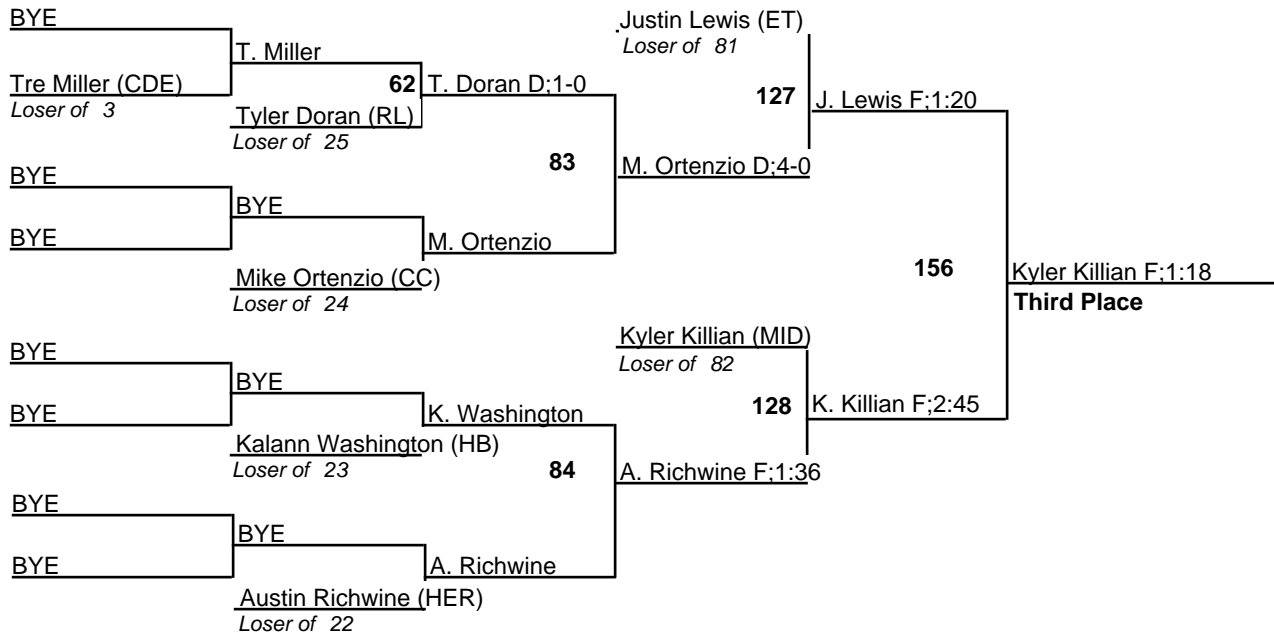 BYE
Tre Miller (CDE)
Loser of 3
T. Miller
62
Tyler Doran (RL)
Loser of 25
T. Doran D;1-0
BYE
BYE
BYE
Mike Ortenzio (CC)
Loser of 24
M. Ortenzio
83
M. Ortenzio D;4-0
Justin Lewis (ET)
Loser of 81
127
J. Lewis F;1:20
BYE
BYE
BYE
Kalann Washington (HB)
Loser of 23
K. Washington
84
BYE
BYE
BYE
Austin Richwine (HER)
Loser of 22
A. Richwine
A. Richwine F;1:36
Kyler Killian (MID)
Loser of 82
128
K. Killian F;2:45
156
Kyler Killian F;1:18
Third Place